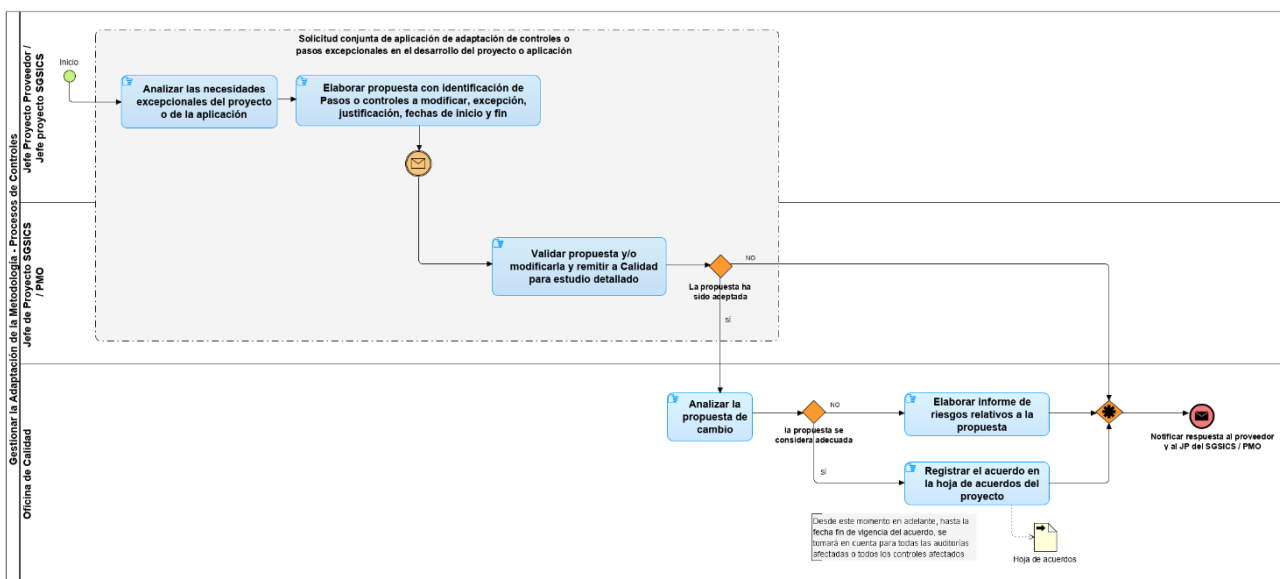 Gestionar la Adaptación de la Metodología - Procesos de Controles
Jefe Proyecto Proveedor /
Jefe proyecto SGSICS
Inicio
Solicitud conjunta de aplicación de adaptación de controles o
pasos excepcionales en el desarrollo del proyecto o aplicación
Analizar las necesidades
excepcionales del proyecto
o de la aplicación
Elaborar propuesta con identificación de
Pasos o controles a modificar, excepción,
justificación, fechas de inicio y fin
Jefe de Proyecto SGSICS
/ PMO
Validar propuesta y/o
modificarla y remitir a Calidad
para estudio detallado
La propuesta ha
sido aceptada
NO
sí
Oficina de Calidad
Analizar la
propuesta de
cambio
la propuesta se
considera adecuada
NO
sí
Elaborar informe de
riesgos relativos a la
propuesta
Registrar el acuerdo en
la hoja de acuerdos del
proyecto
Notificar respuesta al proveedor
y al JP del SGSICS / PMO
Desde este momento en adelante, hasta la
fecha fin de vigencia del acuerdo, se
tomará en cuenta para todas las auditorías
afectadas o todos los controles afectados
Hoja de acuerdos